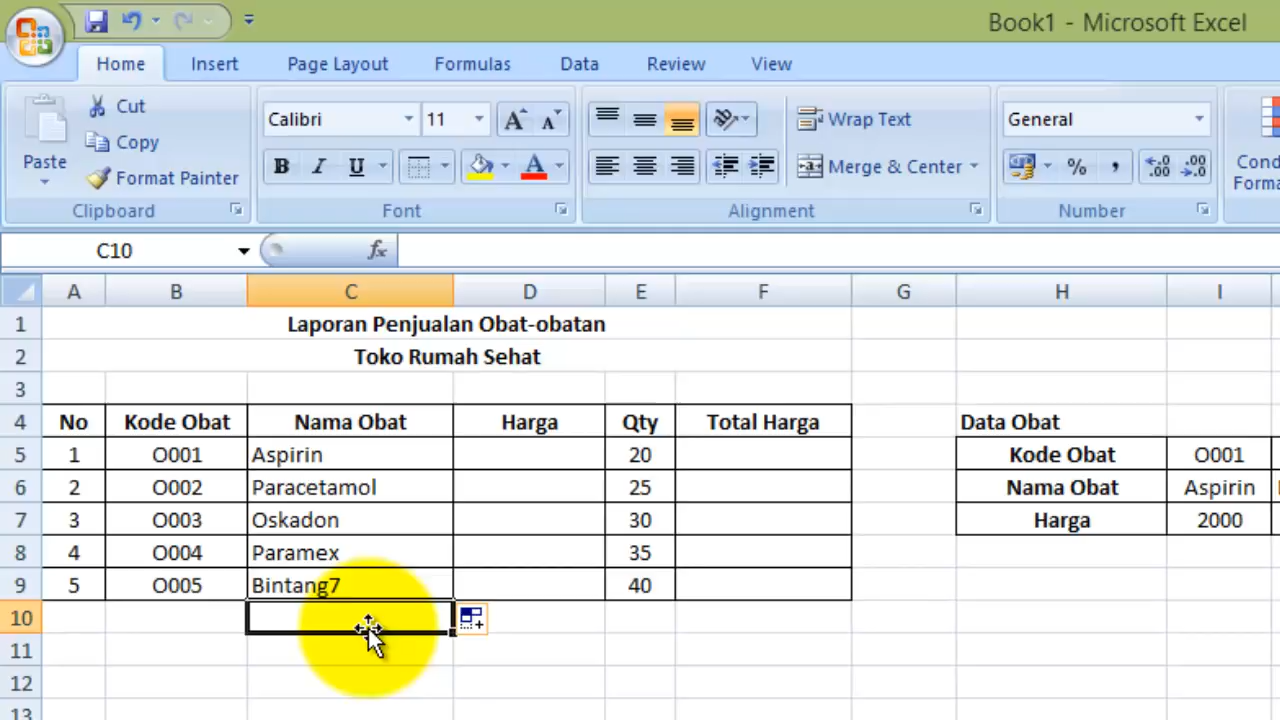 Book1 - Microsoft Excel
Home Insert Page Layout Formulas Data Review View
Paste
Cut
Copy
Format Painter
Clipboard
Calibri 11 A A
B I U A
Font
Wrap Text
Merge & Center
Alignment
General
% , .0 .00 .00 .0
Number
Cond
Forma
C10 fx
A B C D E F G H I
1 Laporan Penjualan Obat-obatan
2 Toko Rumah Sehat
3
4 No Kode Obat Nama Obat Harga Qty Total Harga Data Obat
5 1 O001 Aspirin 20 Kode Obat O001
6 2 O002 Paracetamol 25 Nama Obat Aspirin
7 3 O003 Oskadon 30 Harga 2000
8 4 O004 Paramex 35
9 5 O005 Bintang7 40
10
11
12
13